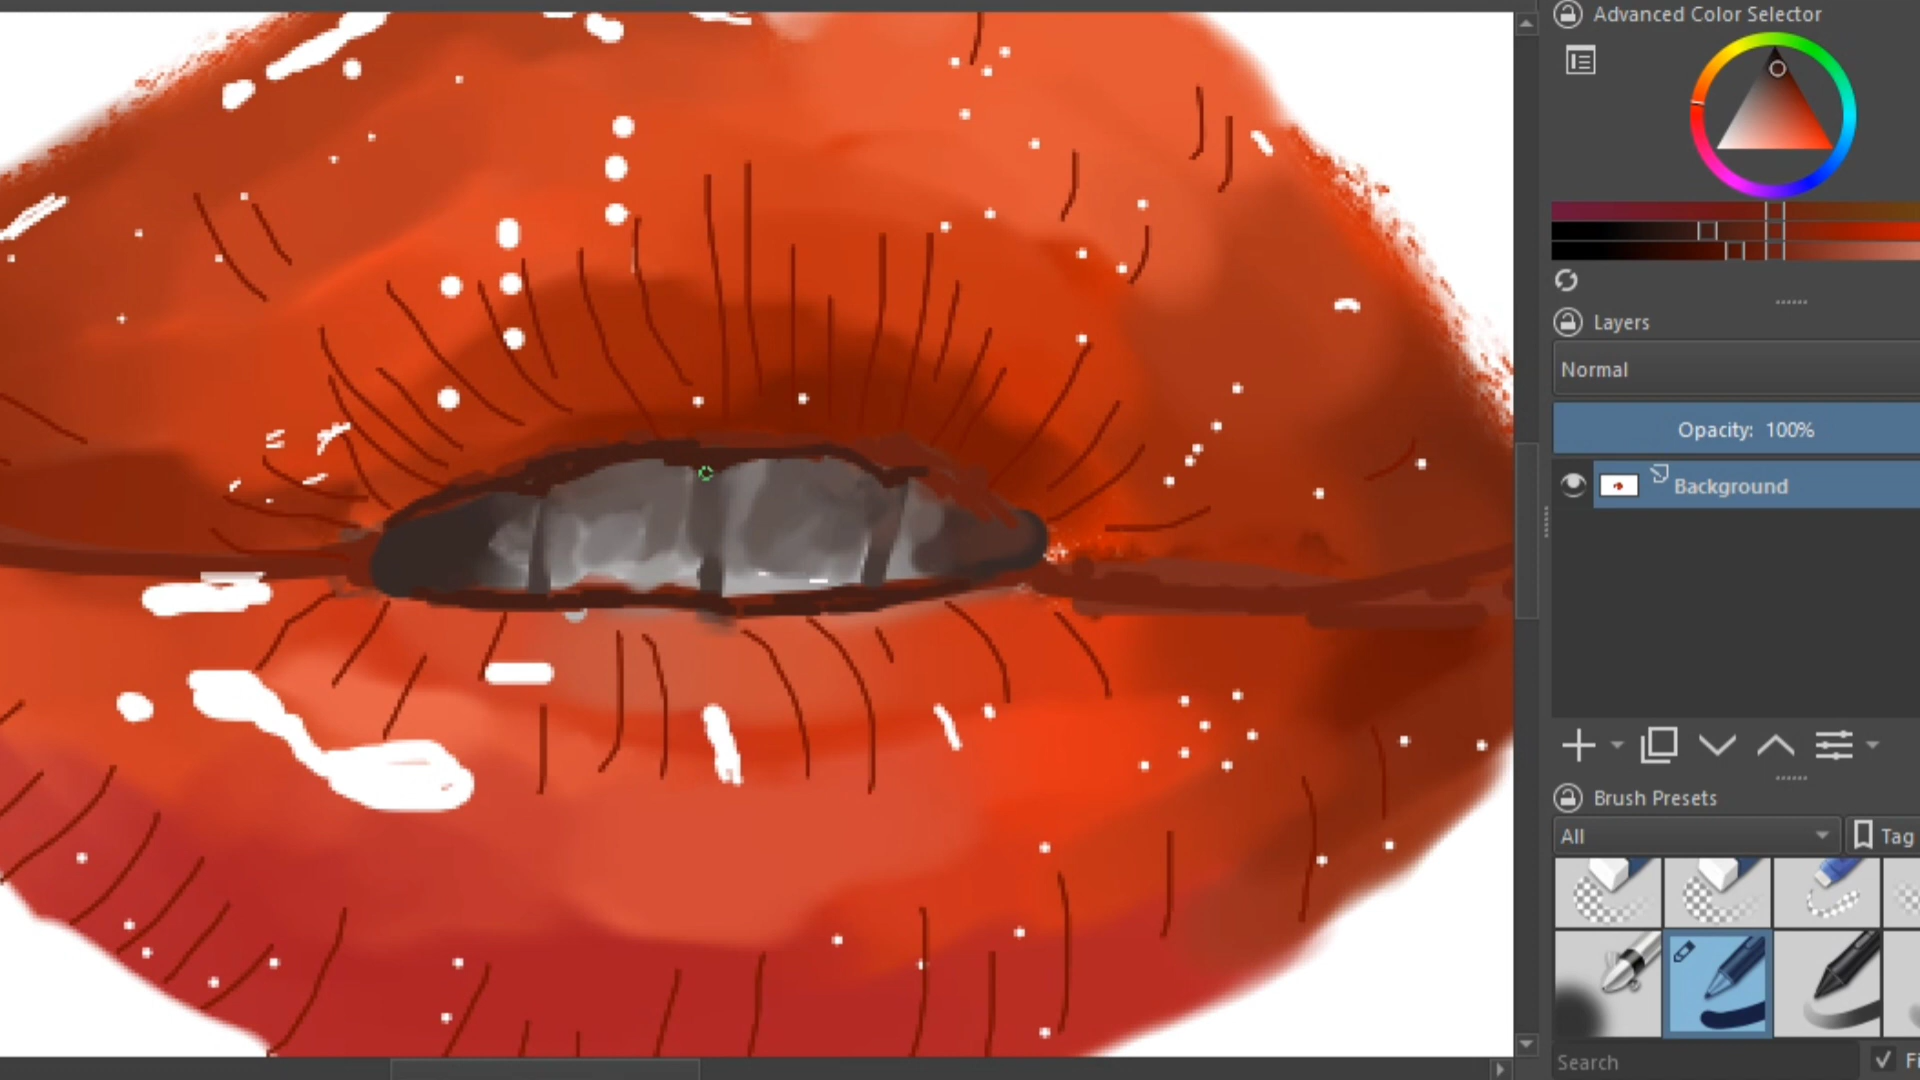 Advanced Color Selector
Layers
Normal
Opacity: 100%
Background
Brush Presets
All
Tag
Search